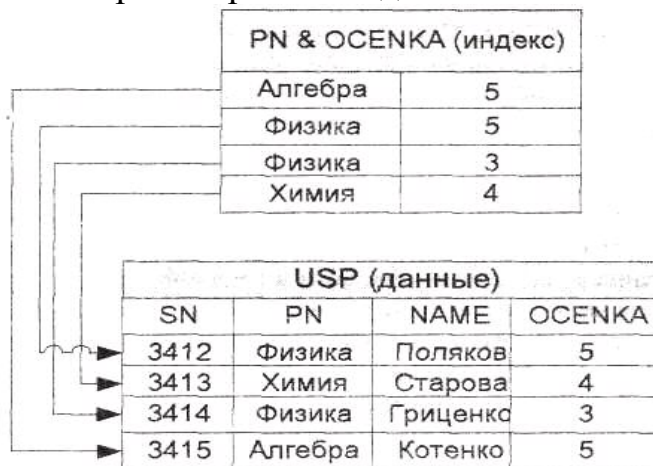 PN & OCENKA (индекс)
Алгебра 5
Физика 5
Физика 3
Химия 4
USP (данные)
SN PN NAME OCENKA
3412 Физика Поляков 5
3413 Химия Старова 4
3414 Физика Гриценко 3
3415 Алгебра Котенко 5